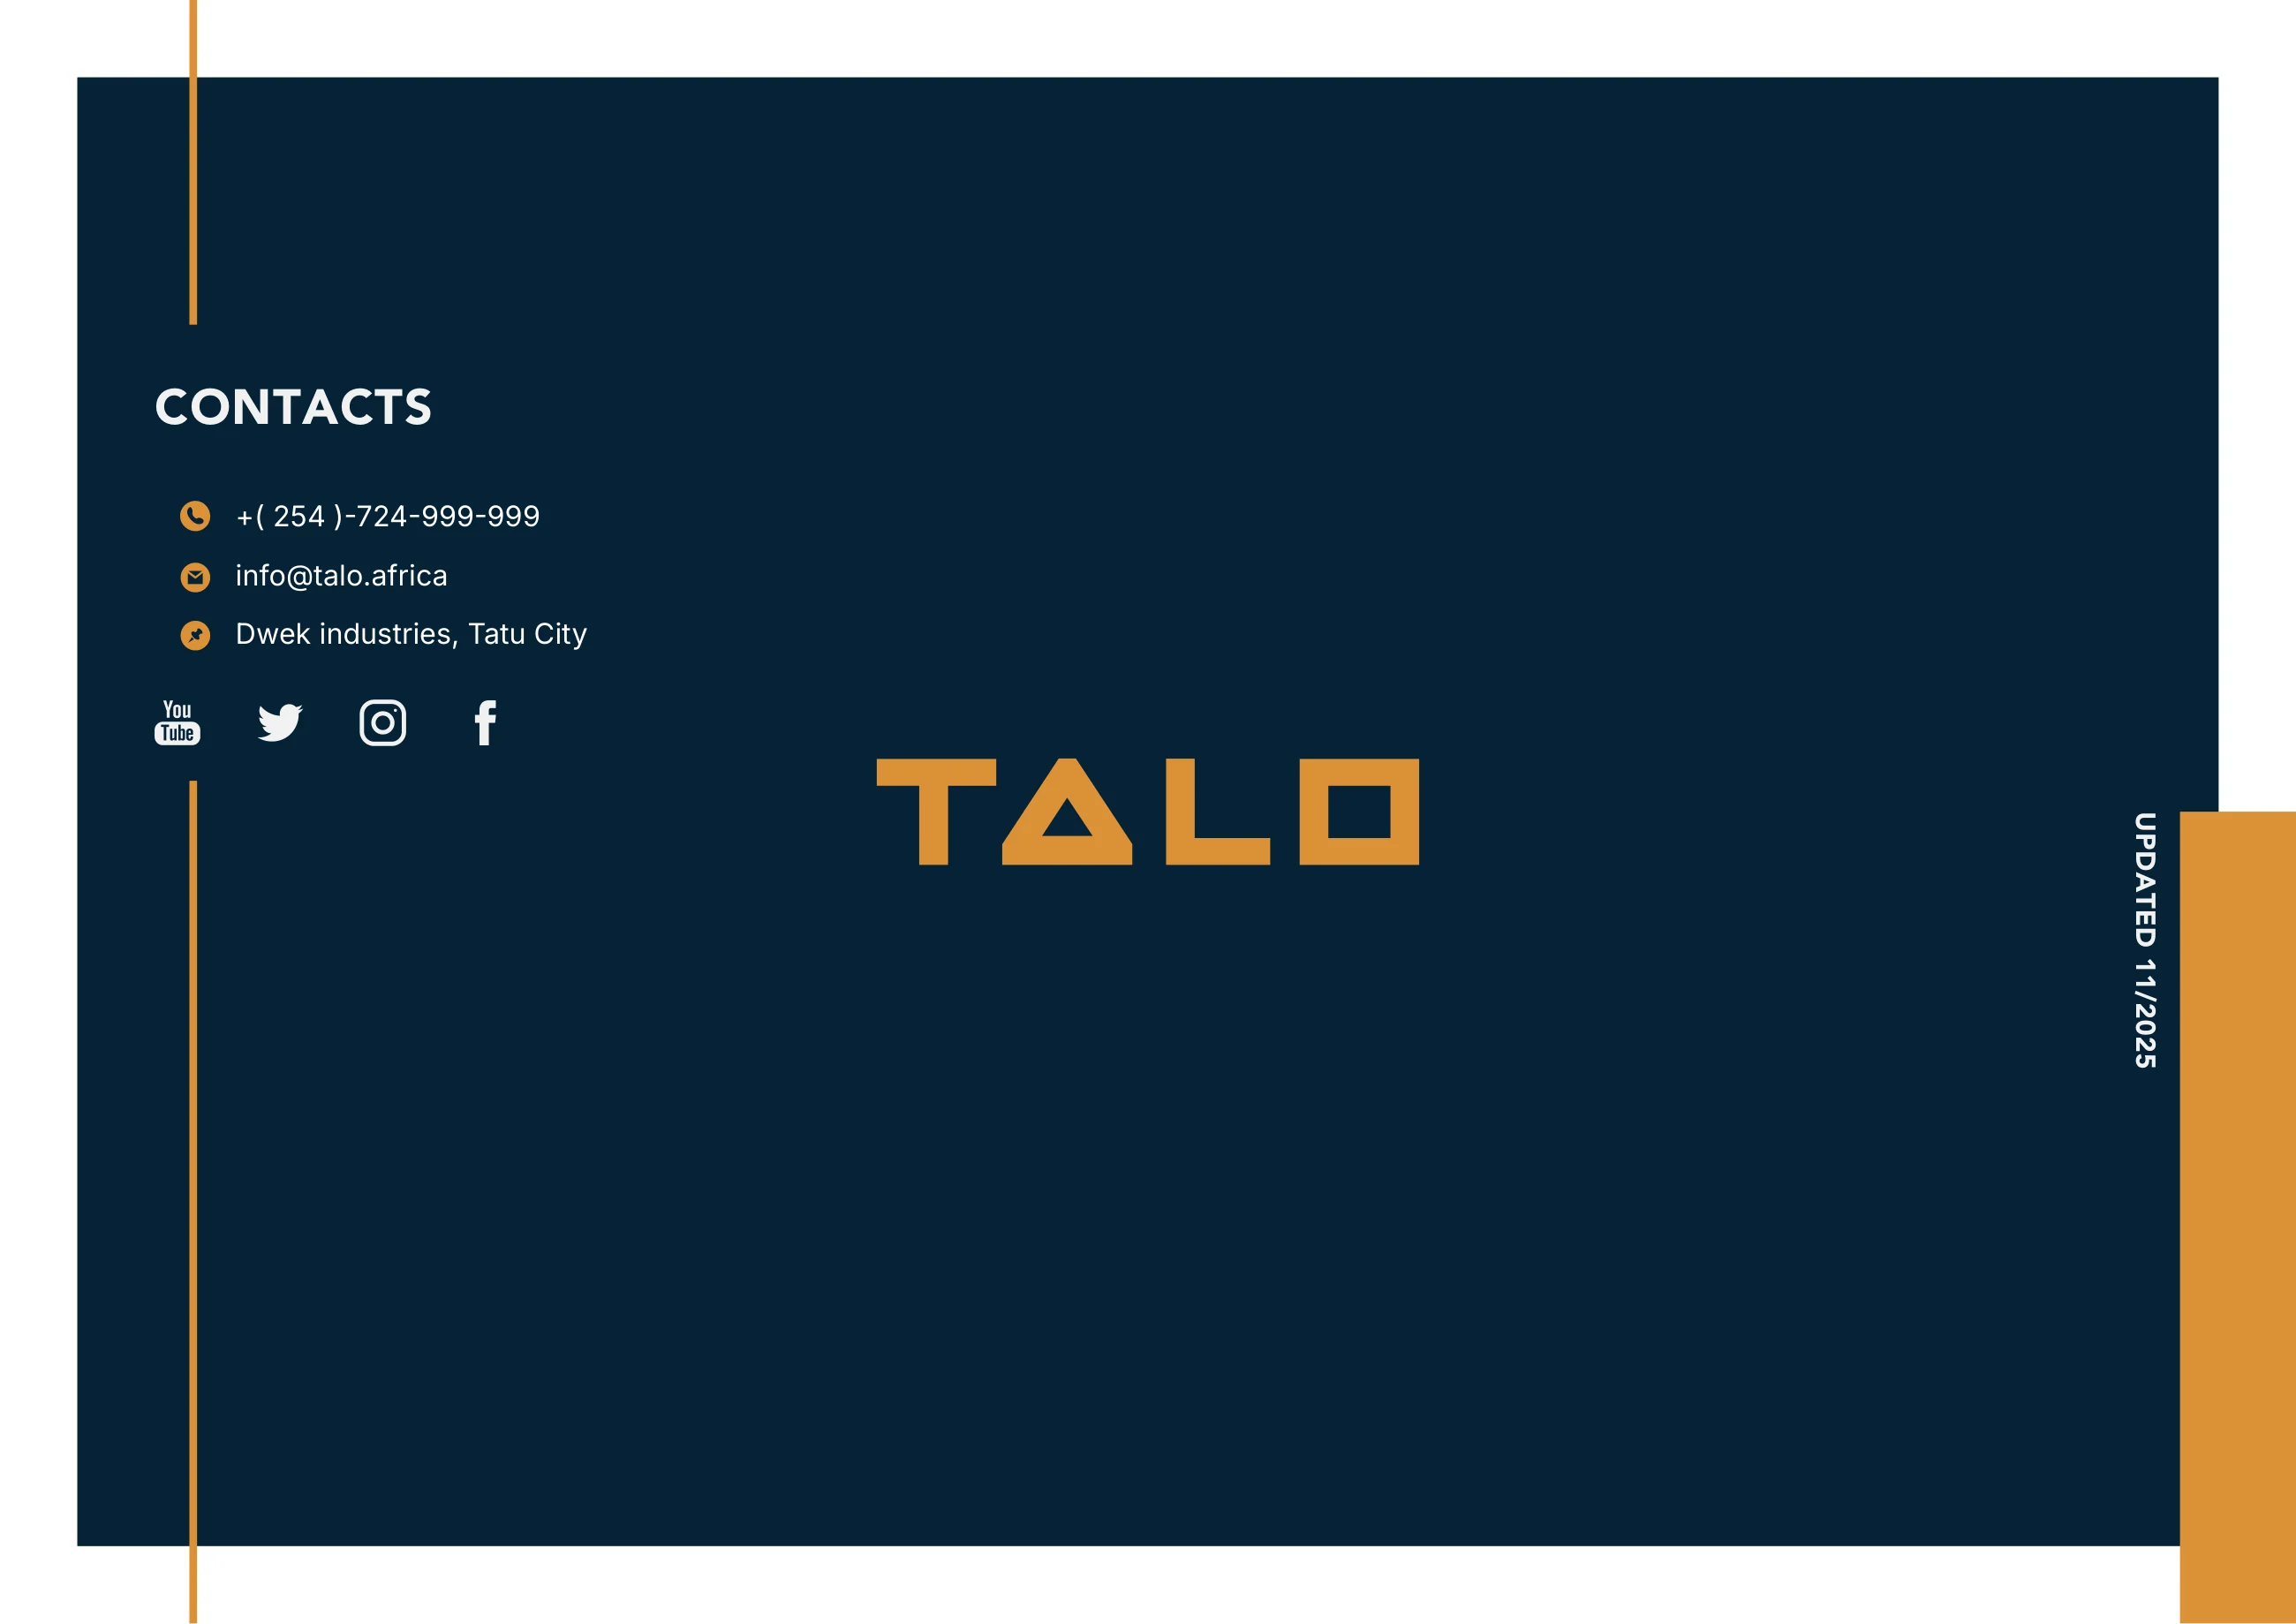 CONTACTS
+( 254 )-724-999-999
info@talo.africa
Dwek industries, Tatu City
You
Tube
TALO
UPDATED 11/2025